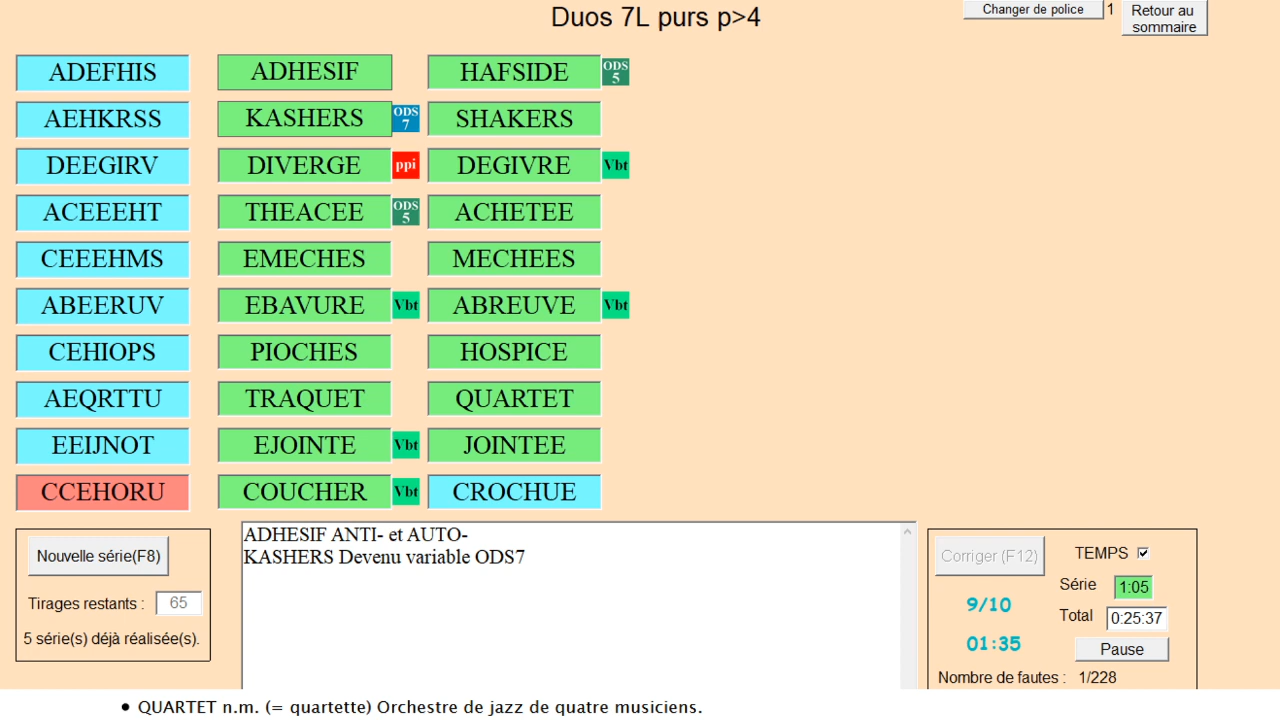 Duos 7L purs p>4
Changer de police 1 Retour au sommaire
ADEFHIS ADHESIF HAFSIDE ODS 5
AEHKRSS KASHERS ODS 7 SHAKERS
DEEGIRV DIVERGE ppi DEGIVRE Vbt
ACEEEHT THEACEE ODS 5 ACHETEE
CEEEHMS EMECHES MECHEES
ABEERUV EBAVURE Vbt ABREUVE Vbt
CEHIOPS PIOCHES HOSPICE
AEQRTTU TRAQUET QUARTET
EEIJNOT EJOINTE Vbt JOINTEE
CCEHORU COUCHER Vbt CROCHUE
Nouvelle série(F8)
Tirages restants : 65
5 série(s) déjà réalisée(s).
ADHESIF ANTI- et AUTO-
KASHERS Devenu variable ODS7
Corriger (F12) TEMPS
Série 1:05
9/10
Total 0:25:37
01:35
Pause
Nombre de fautes : 1/228
• QUARTET n.m. (= quartette) Orchestre de jazz de quatre musiciens.